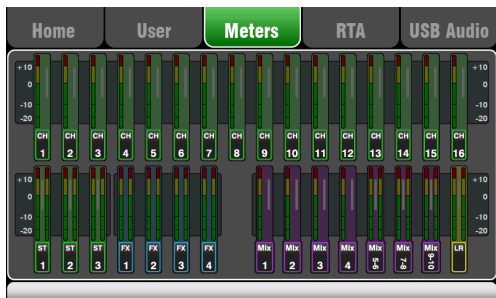 Home User Meters RTA USB Audio
+10 +10
0 0
-10 -10
-20 -20
CH CH CH CH CH CH CH CH CH CH CH CH CH CH CH CH
1 2 3 4 5 6 7 8 9 10 11 12 13 14 15 16
+10 +10
0 0
-10 -10
-20 -20
ST ST ST FX FX FX FX Mix Mix Mix Mix Mix Mix Mix LR
1 2 3 1 2 3 4 1 2 3 4 5-6 7-8 9-10